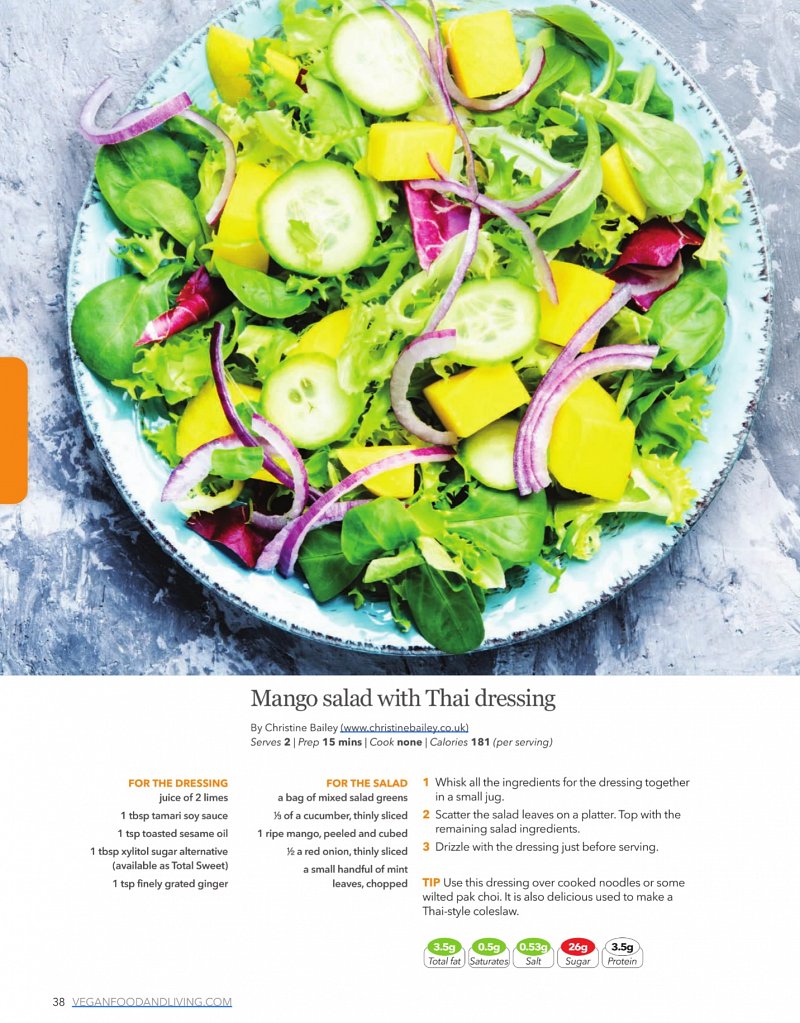 Mango salad with Thai dressing
By Christine Bailey (www.christinebailey.co.uk)
Serves 2 | Prep 15 mins | Cook none | Calories 181 (per serving)
FOR THE DRESSING
juice of 2 limes
1 tbsp tamari soy sauce
1 tsp toasted sesame oil
1 tbsp xylitol sugar alternative
(available as Total Sweet)
1 tsp finely grated ginger
FOR THE SALAD
a bag of mixed salad greens
⅓ of a cucumber, thinly sliced
1 ripe mango, peeled and cubed
½ a red onion, thinly sliced
a small handful of mint
leaves, chopped
1 Whisk all the ingredients for the dressing together
in a small jug.
2 Scatter the salad leaves on a platter. Top with the
remaining salad ingredients.
3 Drizzle with the dressing just before serving.
TIP Use this dressing over cooked noodles or some
wilted pak choi. It is also delicious used to make a
Thai-style coleslaw.
3.5g 0.5g 0.53g 26g 3.5g
Total fat Saturates Salt Sugar Protein
38 VEGANFOODANDLIVING.COM